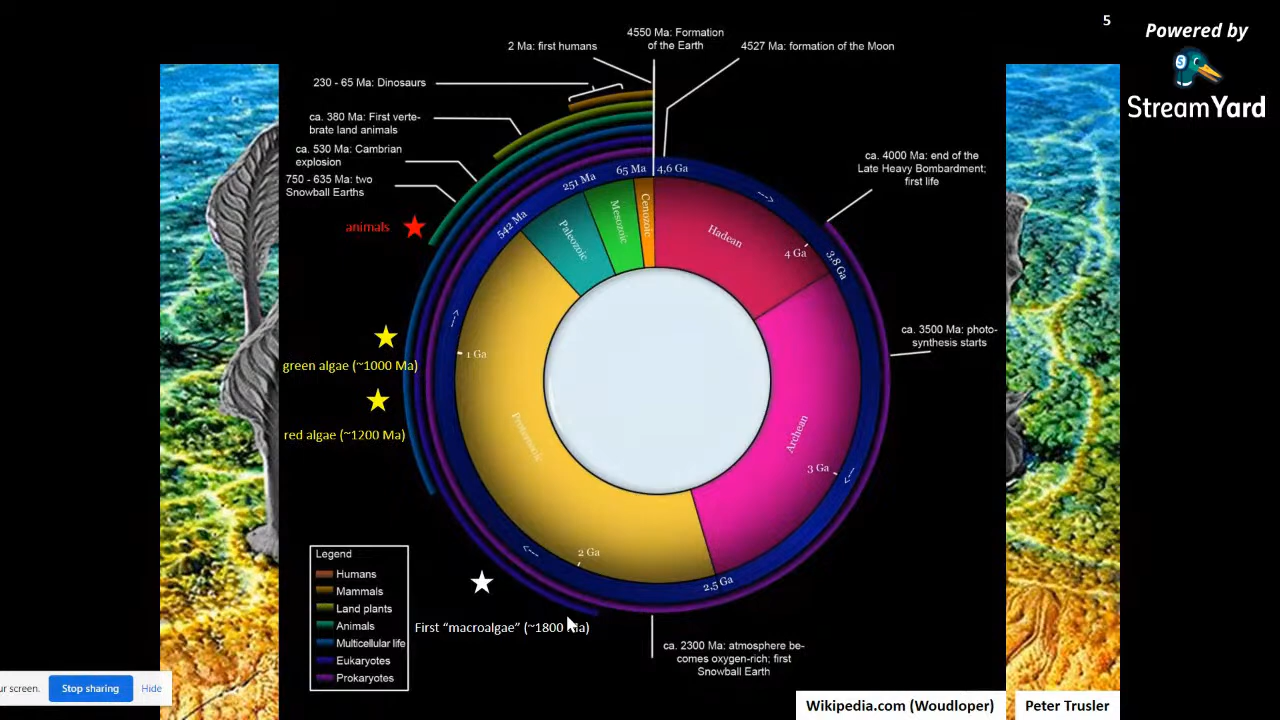 5
Powered by
StreamYard
4550 Ma: Formation
of the Earth
2 Ma: first humans
4527 Ma: formation of the Moon
230 - 65 Ma: Dinosaurs
ca. 380 Ma: First verte-
brate land animals
ca. 530 Ma: Cambrian
explosion
750 - 635 Ma: two
Snowball Earths
ca. 4000 Ma: end of the
Late Heavy Bombardment;
first life
ca. 3500 Ma: photo-
synthesis starts
ca. 2300 Ma: atmosphere be-
comes oxygen-rich; first
Snowball Earth
4,6 Ga
65 Ma
251 Ma
542 Ma
3,8 Ga
2,5 Ga
4 Ga
3 Ga
2 Ga
1 Ga
Hadean
Archean
Proterozoic
Paleozoic
Mesozoic
Cenozoic
animals
green algae (~1000 Ma)
red algae (~1200 Ma)
First “macroalgae” (~1800 Ma)
Legend
Humans
Mammals
Land plants
Animals
Multicellular life
Eukaryotes
Prokaryotes
ur screen.
Stop sharing
Hide
Wikipedia.com (Woudloper)
Peter Trusler